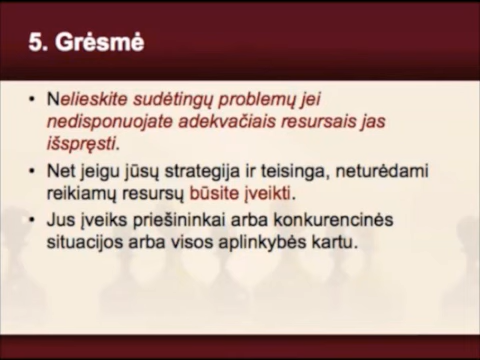 5. Grėsmė
• Nelieskite sudėtingų problemų jei
nedisponuojate adekvačiais resursais jas
išspręsti.
• Net jeigu jūsų strategija ir teisinga, neturėdami
reikiamų resursų būsite įveikti.
• Jus įveiks priešininkai arba konkurencinės
situacijos arba visos aplinkybės kartu.